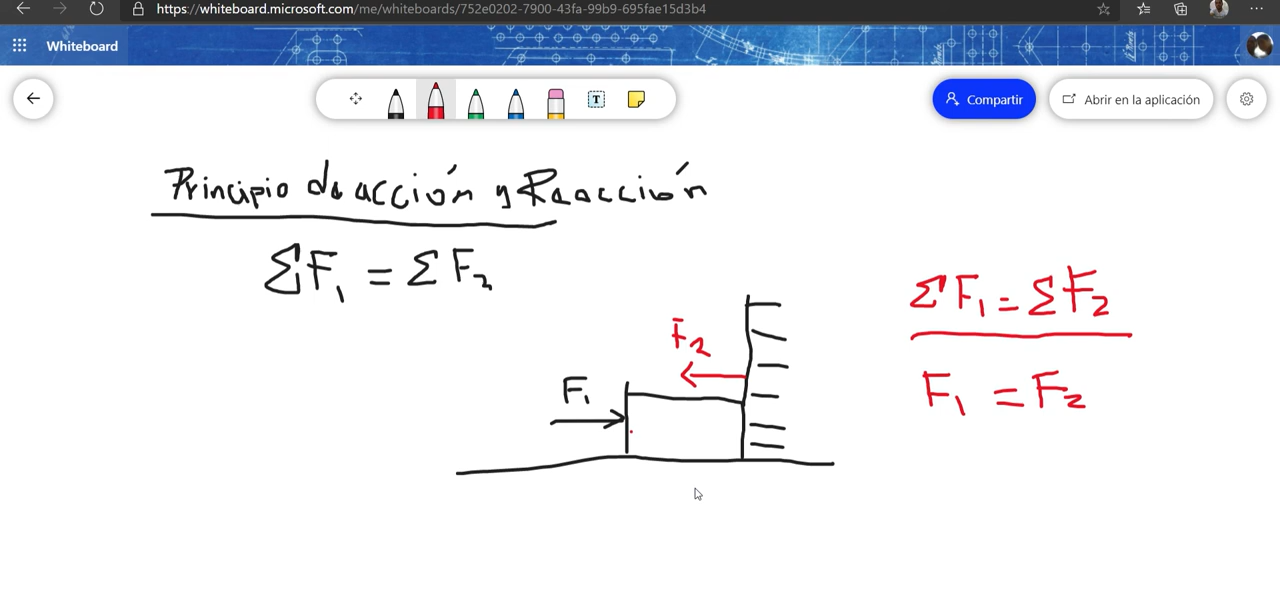 https://whiteboard.microsoft.com/me/whiteboards/752e0202-7900-43fa-99b9-695fae15d3b4
Whiteboard
T
Compartir
Abrir en la aplicación
Principio de acción y Reacción
ΣF₁ = ΣF₂
ΣF₁ = ΣF₂
F₂
F₁
F₁ = F₂